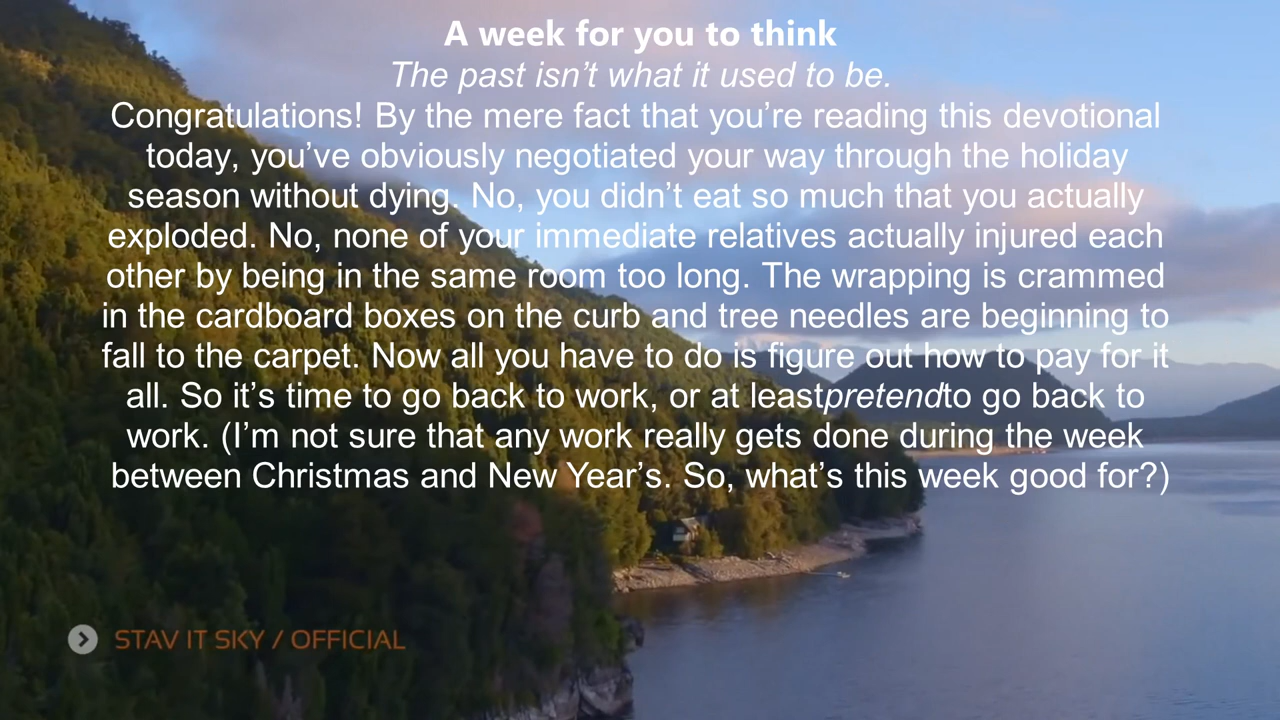 A week for you to think
The past isn’t what it used to be.
Congratulations! By the mere fact that you’re reading this devotional
today, you’ve obviously negotiated your way through the holiday
season without dying. No, you didn’t eat so much that you actually
exploded. No, none of your immediate relatives actually injured each
other by being in the same room too long. The wrapping is crammed
in the cardboard boxes on the curb and tree needles are beginning to
fall to the carpet. Now all you have to do is figure out how to pay for it
all. So it’s time to go back to work, or at leastpretendto go back to
work. (I’m not sure that any work really gets done during the week
between Christmas and New Year’s. So, what’s this week good for?)
STAV IT SKY / OFFICIAL